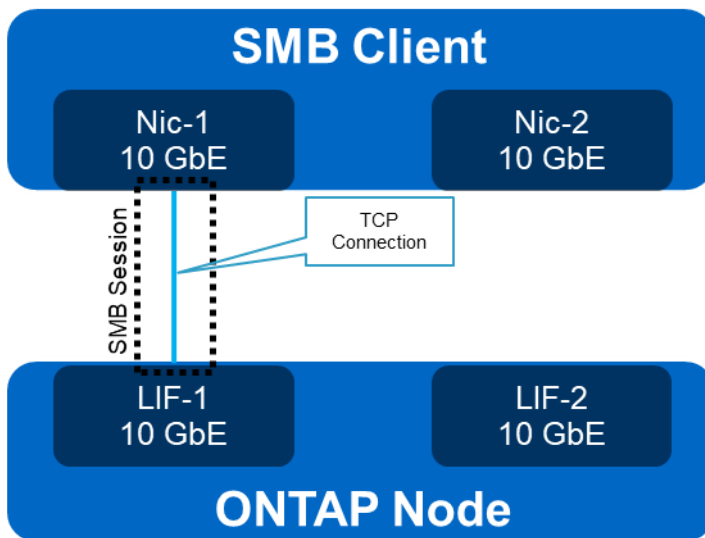 SMB Client
Nic-1
10 GbE
Nic-2
10 GbE
SMB Session
TCP
Connection
LIF-1
10 GbE
LIF-2
10 GbE
ONTAP Node